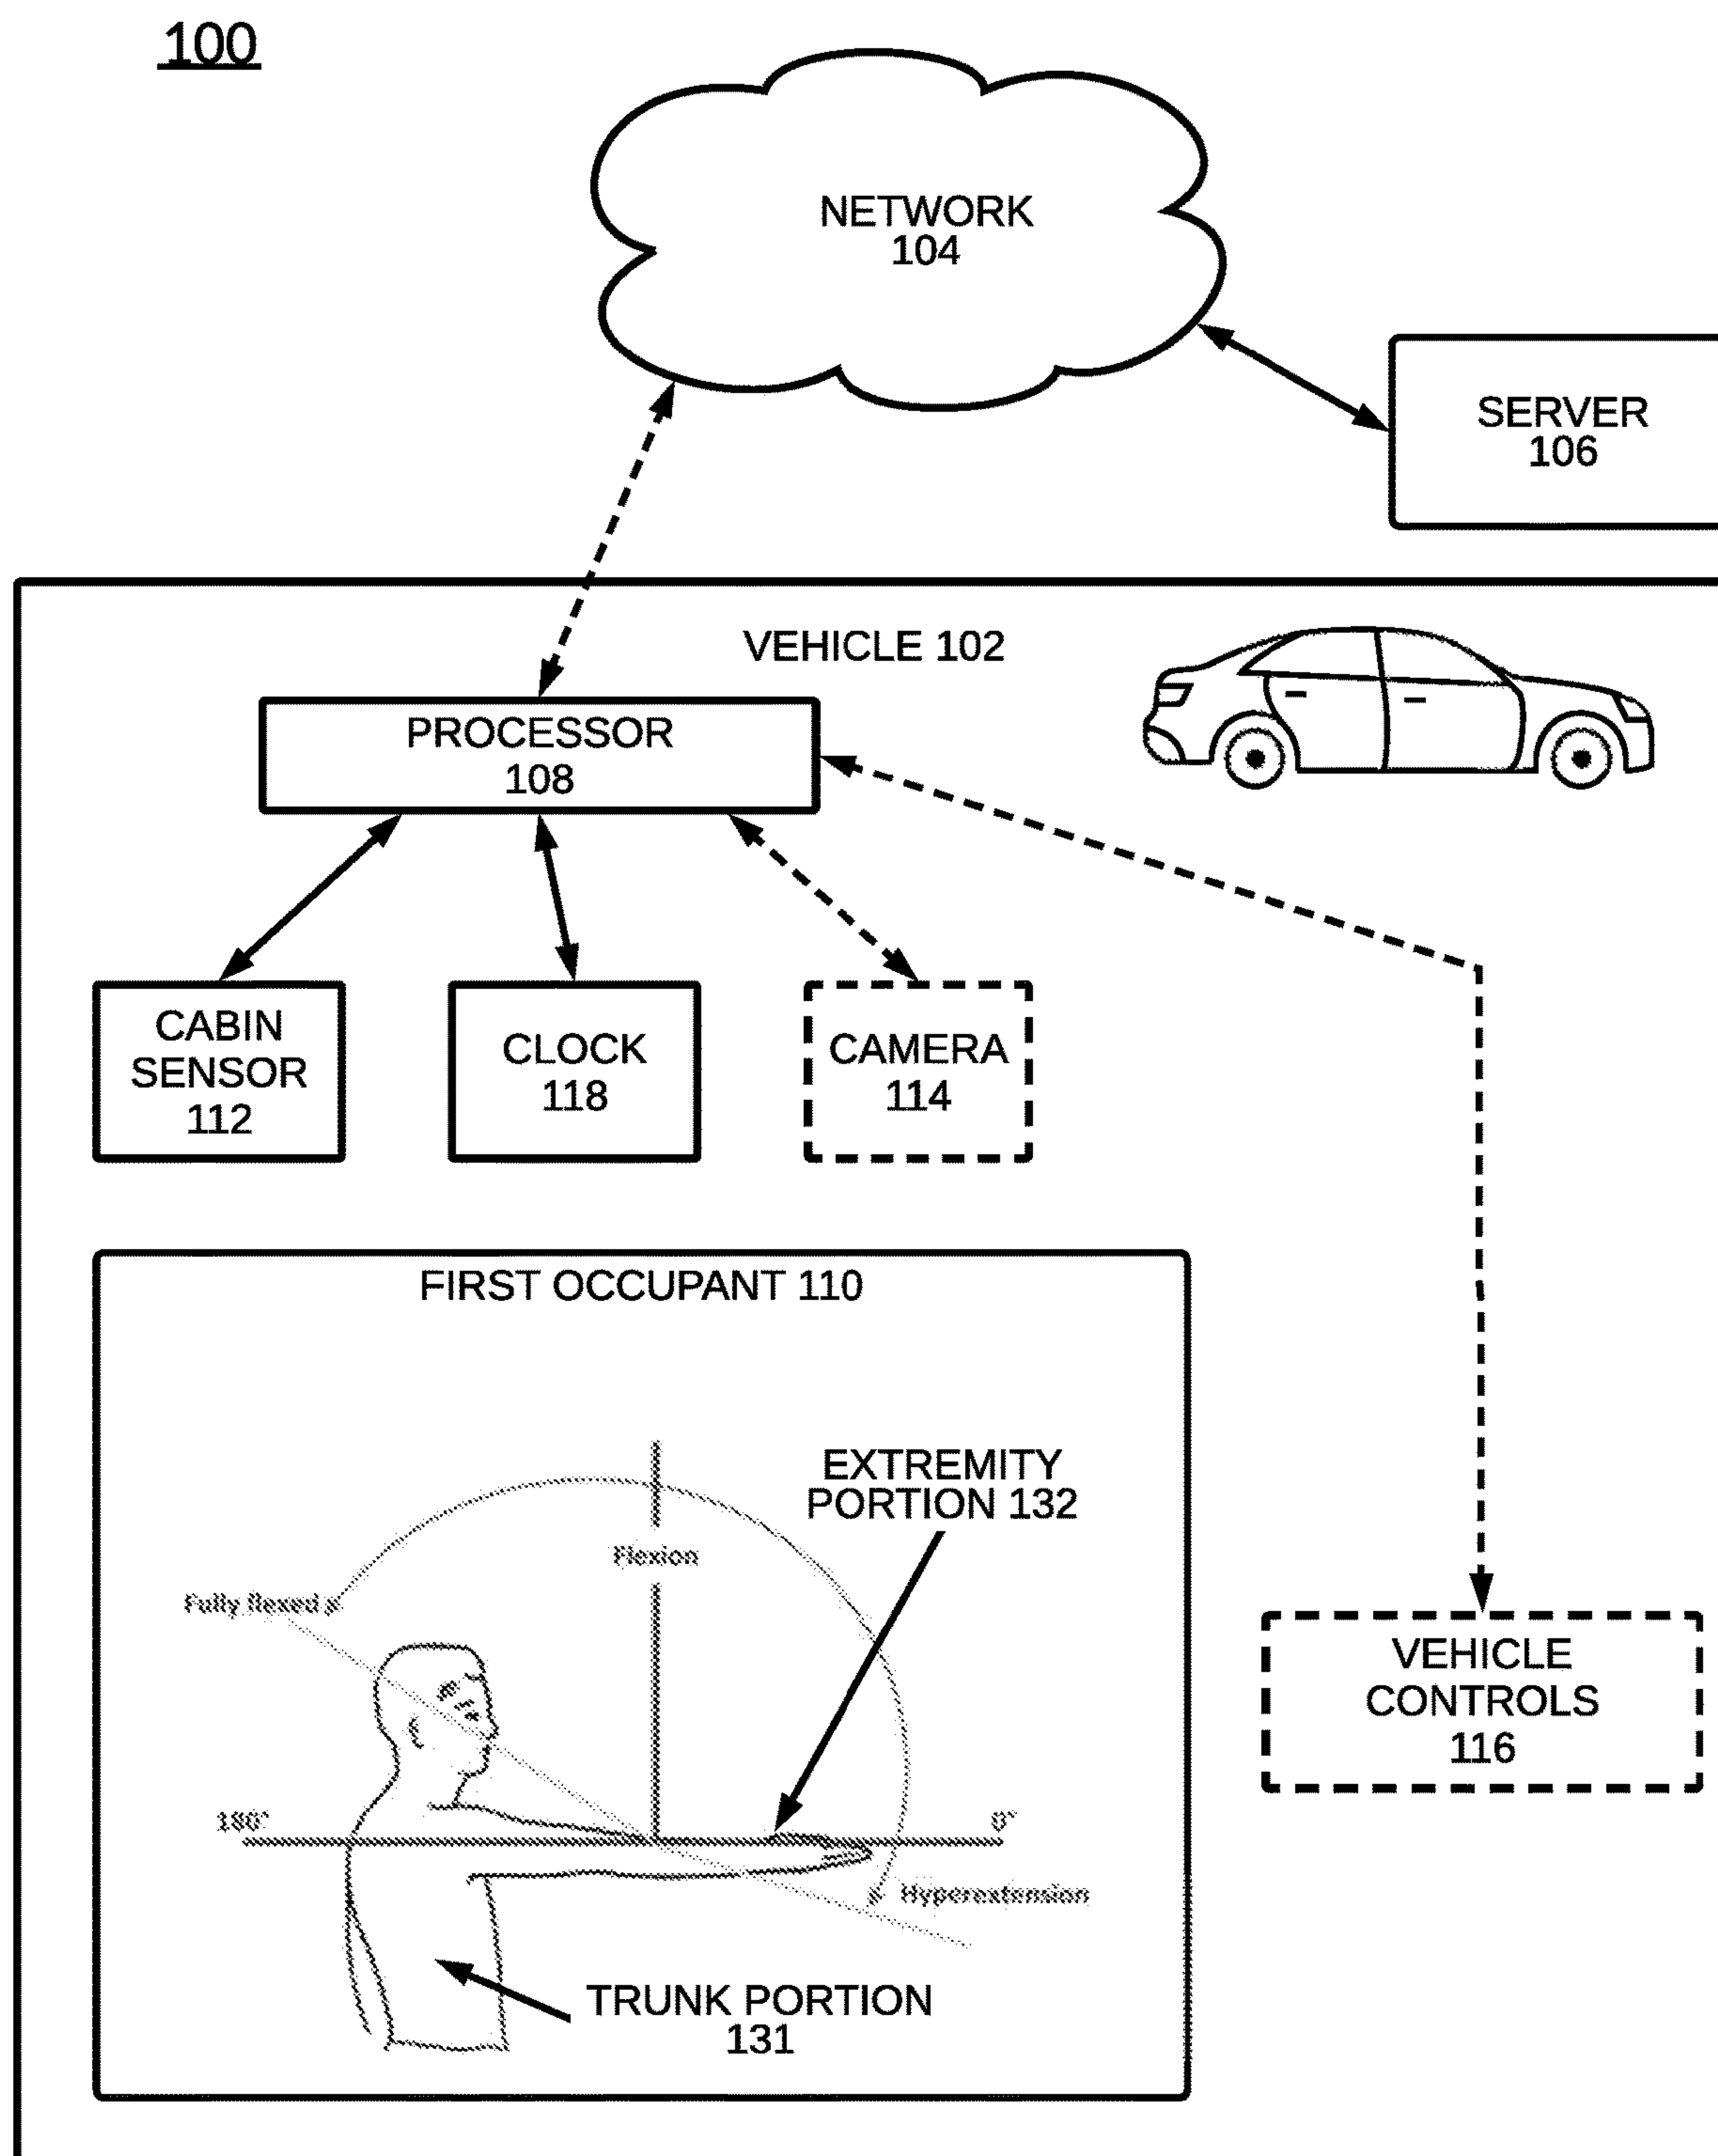 100
NETWORK
104
SERVER
106
VEHICLE 102
PROCESSOR
108
CABIN
SENSOR
112
CLOCK
118
CAMERA
114
FIRST OCCUPANT 110
EXTREMITY
PORTION 132
Flexion
Fully flexed
VEHICLE
CONTROLS
116
180°
0°
Hyperextension
TRUNK PORTION
131